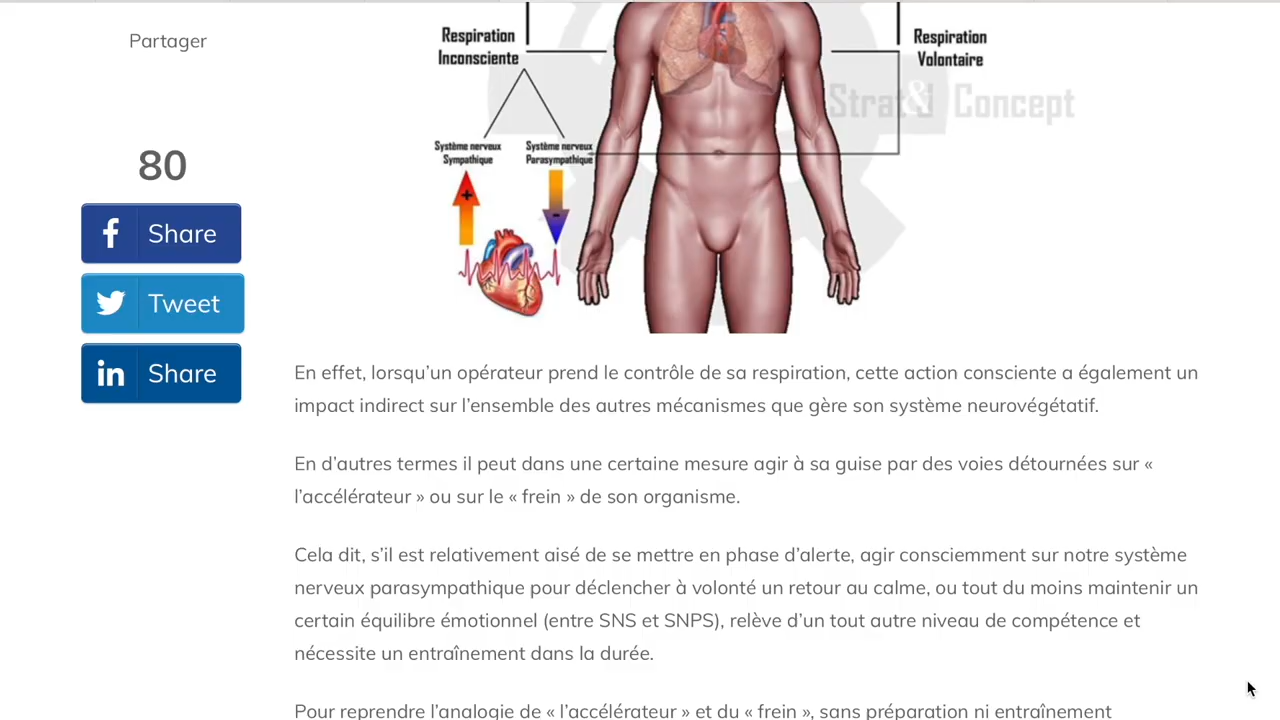 Partager
80
Share
Tweet
Share
Respiration
Inconsciente
Respiration
Volontaire
Strat& Concept
Système nerveux
Sympathique
Système nerveux
Parasympathique
+
-
En effet, lorsqu’un opérateur prend le contrôle de sa respiration, cette action consciente a également un
impact indirect sur l’ensemble des autres mécanismes que gère son système neurovégétatif.
En d’autres termes il peut dans une certaine mesure agir à sa guise par des voies détournées sur «
l’accélérateur » ou sur le « frein » de son organisme.
Cela dit, s’il est relativement aisé de se mettre en phase d’alerte, agir consciemment sur notre système
nerveux parasympathique pour déclencher à volonté un retour au calme, ou tout du moins maintenir un
certain équilibre émotionnel (entre SNS et SNPS), relève d’un tout autre niveau de compétence et
nécessite un entraînement dans la durée.
Pour reprendre l’analogie de « l’accélérateur » et du « frein », sans préparation ni entraînement